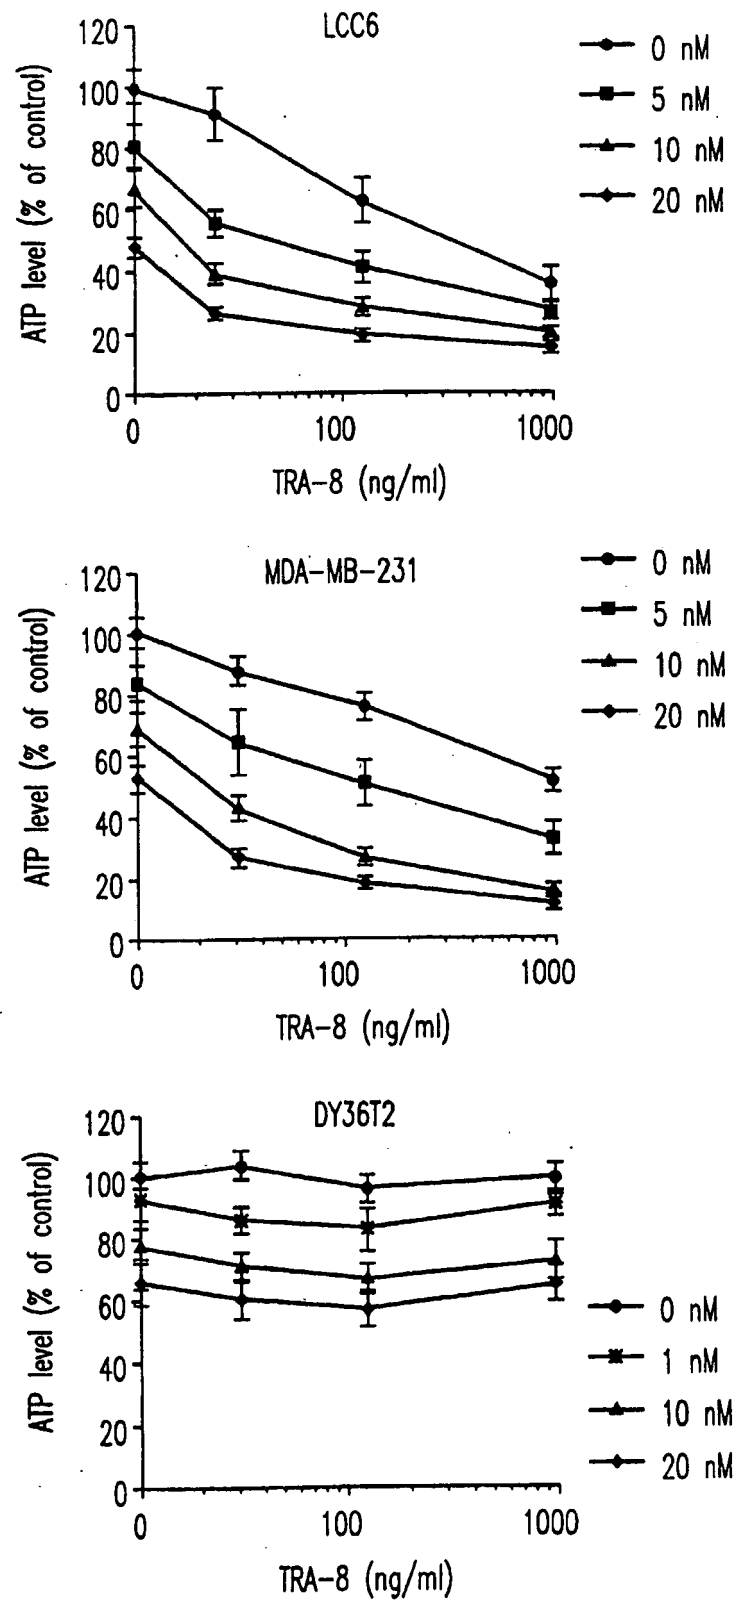 LCC6
120
100
80
60
40
20
0
ATP level (% of control)
0 100 1000
TRA-8 (ng/ml)
0 nM
5 nM
10 nM
20 nM
MDA-MB-231
120
100
80
60
40
20
0
ATP level (% of control)
0 100 1000
TRA-8 (ng/ml)
0 nM
5 nM
10 nM
20 nM
DY36T2
120
100
80
60
40
20
0
ATP level (% of control)
0 100 1000
TRA-8 (ng/ml)
0 nM
1 nM
10 nM
20 nM